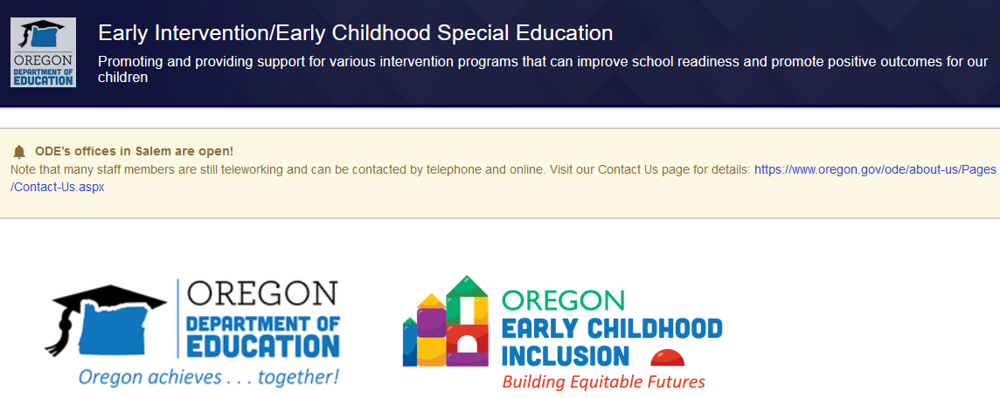 OREGON
DEPARTMENT OF
EDUCATION
Early Intervention/Early Childhood Special Education
Promoting and providing support for various intervention programs that can improve school readiness and promote positive outcomes for our
children
ODE's offices in Salem are open!
Note that many staff members are still teleworking and can be contacted by telephone and online. Visit our Contact Us page for details: https://www.oregon.gov/ode/about-us/Pages
/Contact-Us.aspx
OREGON
DEPARTMENT OF
EDUCATION
Oregon achieves . . . together!
OREGON
EARLY CHILDHOOD
INCLUSION
Building Equitable Futures